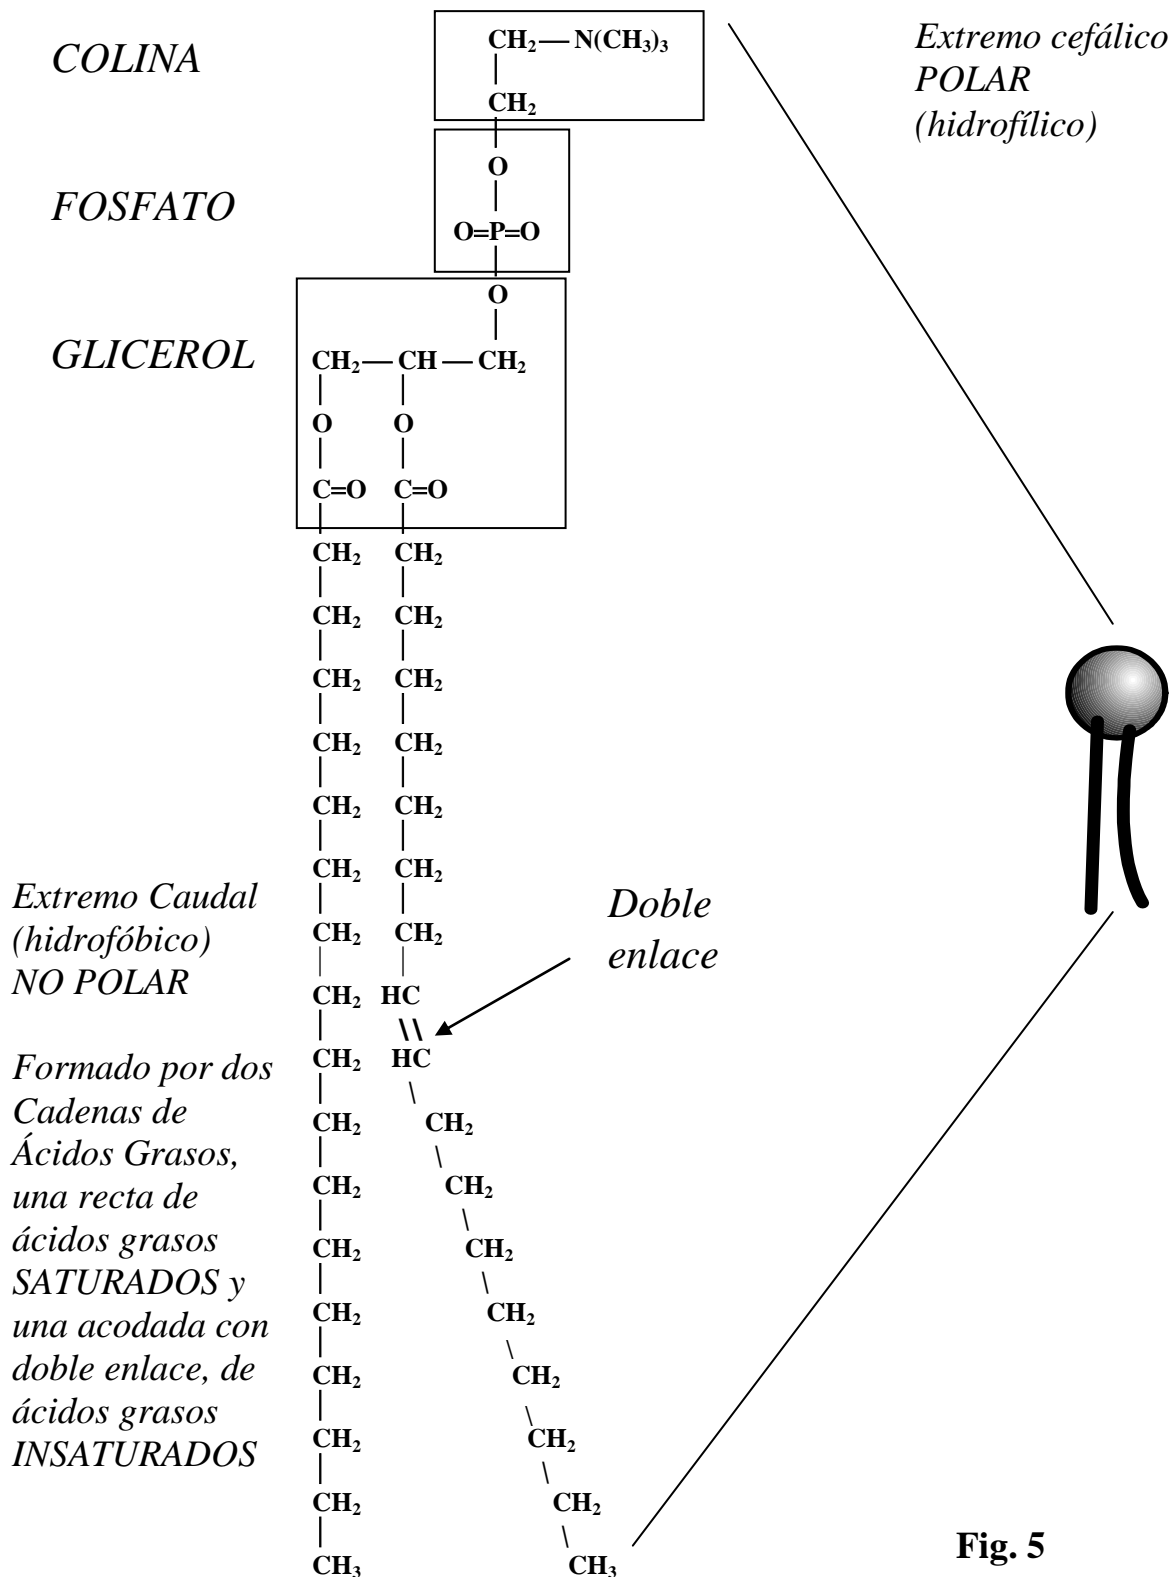 COLINA
CH₂—N(CH₃)₃
CH₂
Extremo cefálico
POLAR
(hidrofílico)
FOSFATO
O
O=P=O
GLICEROL
O
CH₂—CH—CH₂
O O
C=O C=O
CH₂ CH₂
CH₂ CH₂
CH₂ CH₂
CH₂ CH₂
CH₂ CH₂
CH₂ CH₂
CH₂ CH₂
CH₂ HC
CH₂ HC
CH₂ CH₂
CH₂ CH₂
CH₂ CH₂
CH₂ CH₂
CH₂ CH₂
CH₂ CH₂
CH₂ CH₂
CH₃ CH₃
Extremo Caudal
(hidrofóbico)
NO POLAR
Doble
enlace
Formado por dos
Cadenas de
Ácidos Grasos,
una recta de
ácidos grasos
SATURADOS y
una acodada con
doble enlace, de
ácidos grasos
INSATURADOS
Fig. 5